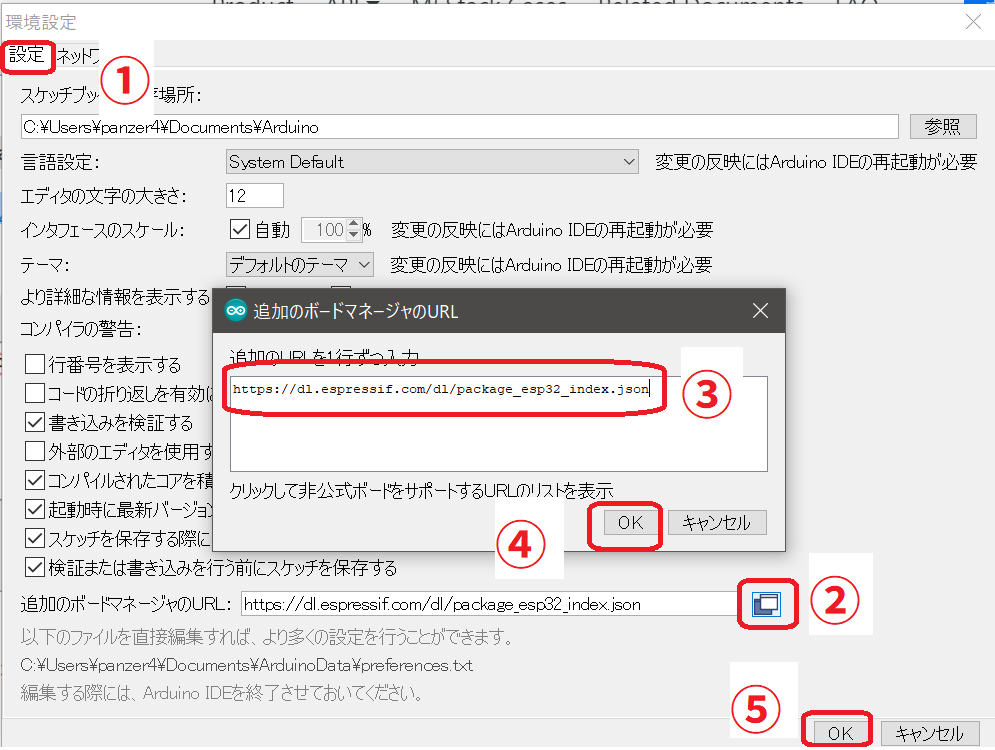 環境設定
設定 ネットワ
①
スケッチブッ
存場所:
C:¥Users¥panzer4¥Documents¥Arduino
参照
言語設定:
System Default
変更の反映にはArduino IDEの再起動が必要
エディタの文字の大きさ:
12
インタフェースのスケール:
自動
100 %
変更の反映にはArduino IDEの再起動が必要
テーマ:
デフォルトのテーマ
変更の反映にはArduino IDEの再起動が必要
より詳細な情報を表示する
コンパイラの警告:
行番号を表示する
コードの折り返しを有効に
書き込みを検証する
外部のエディタを使用す
コンパイルされたコアを積
起動時に最新バージョン
スケッチを保存する際に
検証または書き込みを行う前にスケッチを保存する
追加のボードマネージャのURL
追加のURLを1行ずつ入力
https://dl.espressif.com/dl/package_esp32_index.json
③
クリックして非公式ボードをサポートするURLのリストを表示
④
OK
キャンセル
追加のボードマネージャのURL:
https://dl.espressif.com/dl/package_esp32_index.json
②
以下のファイルを直接編集すれば、より多くの設定を行うことができます。
C:¥Users¥panzer4¥Documents¥ArduinoData¥preferences.txt
編集する際には、Arduino IDEを終了させておいてください。
⑤
OK
キャンセル